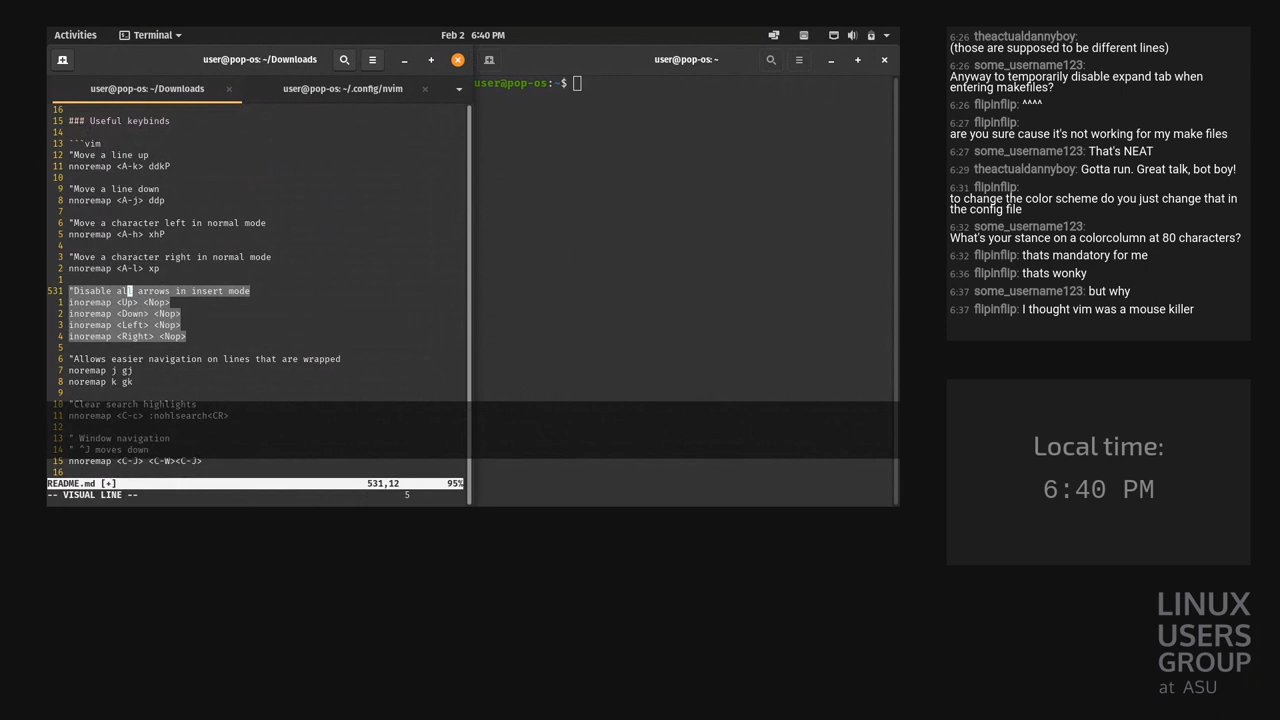 Activities
Terminal
Feb 2 6:40 PM
user@pop-os: ~/Downloads
user@pop-os: ~
user@pop-os: ~/Downloads ×
user@pop-os: ~/.config/nvim ×
user@pop-os:~$
16
15 ### Useful keybinds
14
13 ```vim
12 "Move a line up
11 nnoremap <A-k> ddkP
10
9 "Move a line down
8 nnoremap <A-j> ddp
7
6 "Move a character left in normal mode
5 nnoremap <A-h> xhP
4
3 "Move a character right in normal mode
2 nnoremap <A-l> xp
1
531 "Disable all arrows in insert mode
1 inoremap <Up> <Nop>
2 inoremap <Down> <Nop>
3 inoremap <Left> <Nop>
4 inoremap <Right> <Nop>
5
6 "Allows easier navigation on lines that are wrapped
7 noremap j gj
8 noremap k gk
9
10 "Clear search highlights
11 nnoremap <C-c> :nohlsearch<CR>
12
13 " Window navigation
14 " ^J moves down
15 nnoremap <C-J> <C-W><C-J>
16
README.md [+] 531,12 95%
-- VISUAL LINE -- 5
6:26 theactualdannyboy:
(those are supposed to be different lines)
6:26 some_username123:
Anyway to temporarily disable expand tab when
entering makefiles?
6:26 flipinflip: ^^^^
6:27 flipinflip:
are you sure cause it's not working for my make files
6:27 some_username123: That's NEAT
6:29 theactualdannyboy: Gotta run. Great talk, bot boy!
6:31 flipinflip:
to change the color scheme do you just change that in
the config file
6:32 some_username123:
What's your stance on a colorcolumn at 80 characters?
6:32 flipinflip: thats mandatory for me
6:36 flipinflip: thats wonky
6:37 some_username123: but why
6:37 flipinflip: I thought vim was a mouse killer
Local time:
6:40 PM
LINUX
USERS
GROUP
at ASU